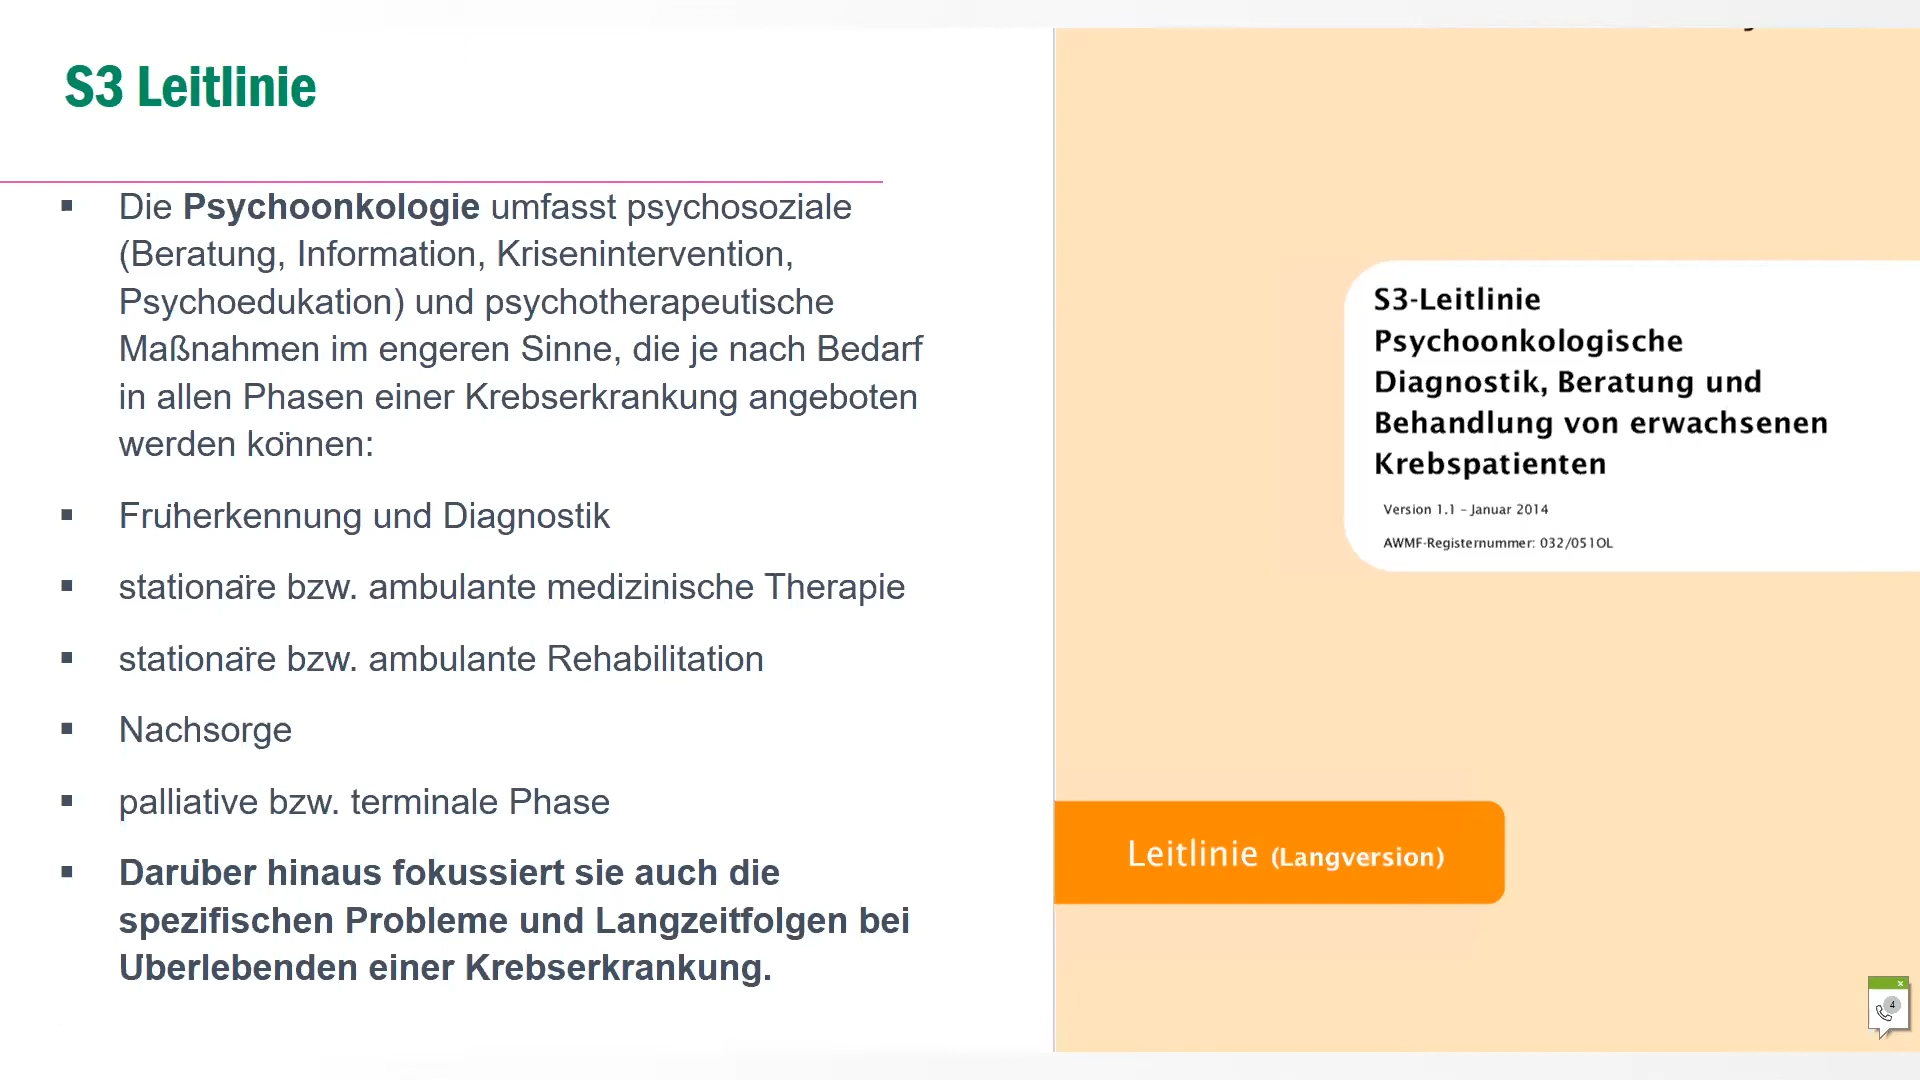 S3 Leitlinie
▪ Die Psychoonkologie umfasst psychosoziale
(Beratung, Information, Krisenintervention,
Psychoedukation) und psychotherapeutische
Maßnahmen im engeren Sinne, die je nach Bedarf
in allen Phasen einer Krebserkrankung angeboten
werden können:
▪ Früherkennung und Diagnostik
▪ stationäre bzw. ambulante medizinische Therapie
▪ stationäre bzw. ambulante Rehabilitation
▪ Nachsorge
▪ palliative bzw. terminale Phase
▪ Darüber hinaus fokussiert sie auch die
spezifischen Probleme und Langzeitfolgen bei
Überlebenden einer Krebserkrankung.
S3-Leitlinie
Psychoonkologische
Diagnostik, Beratung und
Behandlung von erwachsenen
Krebspatienten
Version 1.1 – Januar 2014
AWMF-Registernummer: 032/051OL
Leitlinie (Langversion)
4